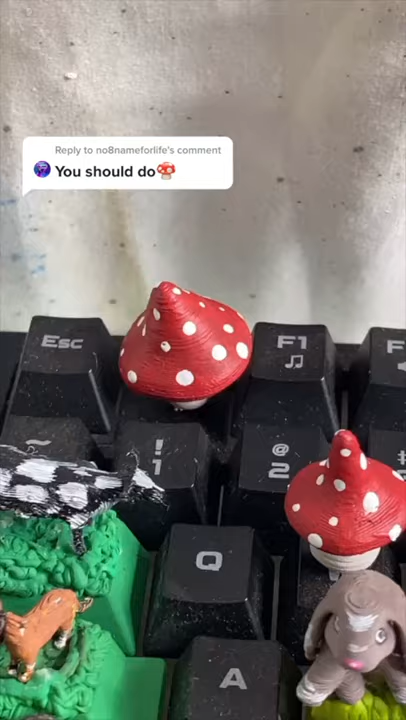 Reply to no8nameforlife's comment
You should do🍄
Esc
F1
F
~
!
1
@
2
#
Q
A